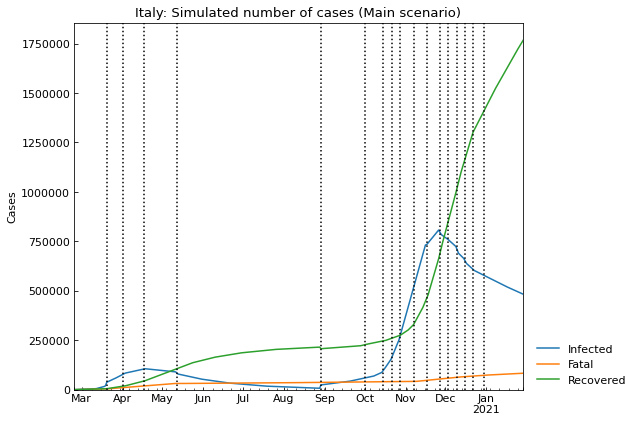 Italy: Simulated number of cases (Main scenario)
Cases
1750000
1500000
1250000
1000000
750000
500000
250000
0
Mar Apr May Jun Jul Aug Sep Oct Nov Dec Jan
2021
Infected
Fatal
Recovered